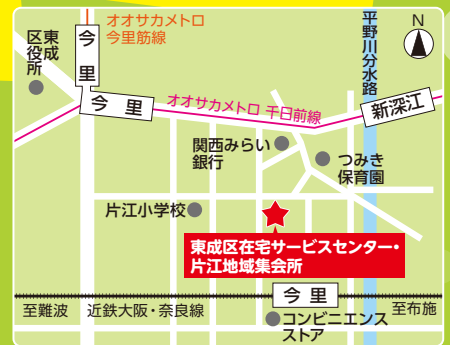 オオサカメトロ
今里筋線
N
東成
区役所
今里
平野川分水路
今里
オオサカメトロ 千日前線
新深江
関西みらい
銀行
つみき
保育園
片江小学校
東成区在宅サービスセンター・
片江地域集会所
今里
至難波
近鉄大阪・奈良線
至布施
コンビニエンス
ストア